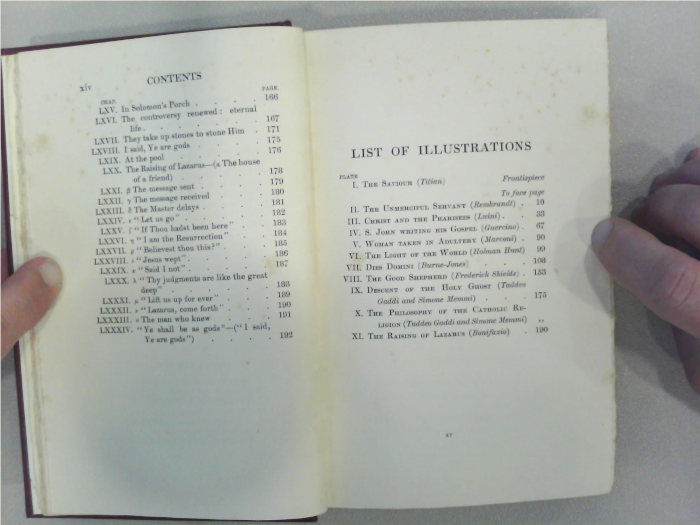 xiv CONTENTS
CHAP. PAGE
LXV. In Solomon's Porch . . . . 166
LXVI. The controversy renewed: eternal
life . . . . . . 167
LXVII. They take up stones to stone Him . 171
LXVIII. I said, Ye are gods . . . . 175
LXIX. At the pool . . . . . 176
LXX. The Raising of Lazarus—(α The house
of a friend) . . . . . 178
LXXI. β The message sent . . . . 179
LXXII. γ The message received . . . 180
LXXIII. δ The Master delays . . . . 181
LXXIV. ε "Let us go" . . . . . 182
LXXV. ζ "If Thou hadst been here" . . 183
LXXVI. η "I am the Resurrection" . . 184
LXXVII. θ "Believest thou this?" . . . 185
LXXVIII. ι "Jesus wept" . . . . . 186
LXXIX. κ "Said I not" . . . . . 187
LXXX. λ "Thy judgments are like the great
deep" . . . . . 188
LXXXI. μ "Lift us up for ever" . . . 189
LXXXII. ν "Lazarus, come forth" . . . 190
LXXXIII. ο The man who knew . . . . 191
LXXXIV. "Ye shall be as gods"—("I said,
Ye are gods") . . . . 192
LIST OF ILLUSTRATIONS
PLATE
I. The Saviour (Titian) Frontispiece
To face page
II. The Unmerciful Servant (Rembrandt) . 10
III. Christ and the Pharisees (Luini) . 33
IV. S. John writing his Gospel (Guercino) 67
V. Woman taken in Adultery (Marconi) . 90
VI. The Light of the World (Holman Hunt) 99
VII. Dies Domini (Burne-Jones) . . . 108
VIII. The Good Shepherd (Frederick Shields) . 153
IX. Descent of the Holy Ghost (Taddeo
Gaddi and Simone Memmi) . . . 175
X. The Philosophy of the Catholic Re-
ligion (Taddeo Gaddi and Simone Memmi) „
XI. The Raising of Lazarus (Bonifazio) . 190
xv